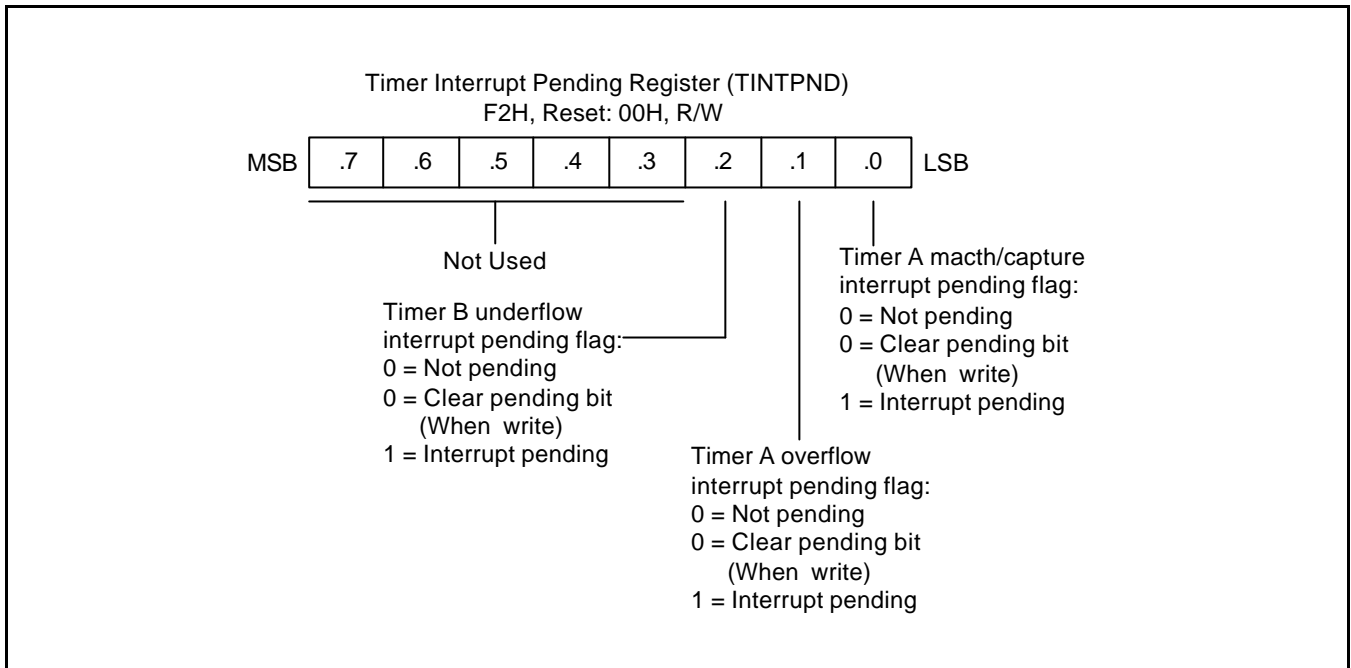 Timer Interrupt Pending Register (TINTPND)
F2H, Reset: 00H, R/W
MSB .7 .6 .5 .4 .3 .2 .1 .0 LSB
Not Used
Timer B underflow
interrupt pending flag:
0 = Not pending
0 = Clear pending bit
(When write)
1 = Interrupt pending
Timer A overflow
interrupt pending flag:
0 = Not pending
0 = Clear pending bit
(When write)
1 = Interrupt pending
Timer A macth/capture
interrupt pending flag:
0 = Not pending
0 = Clear pending bit
(When write)
1 = Interrupt pending